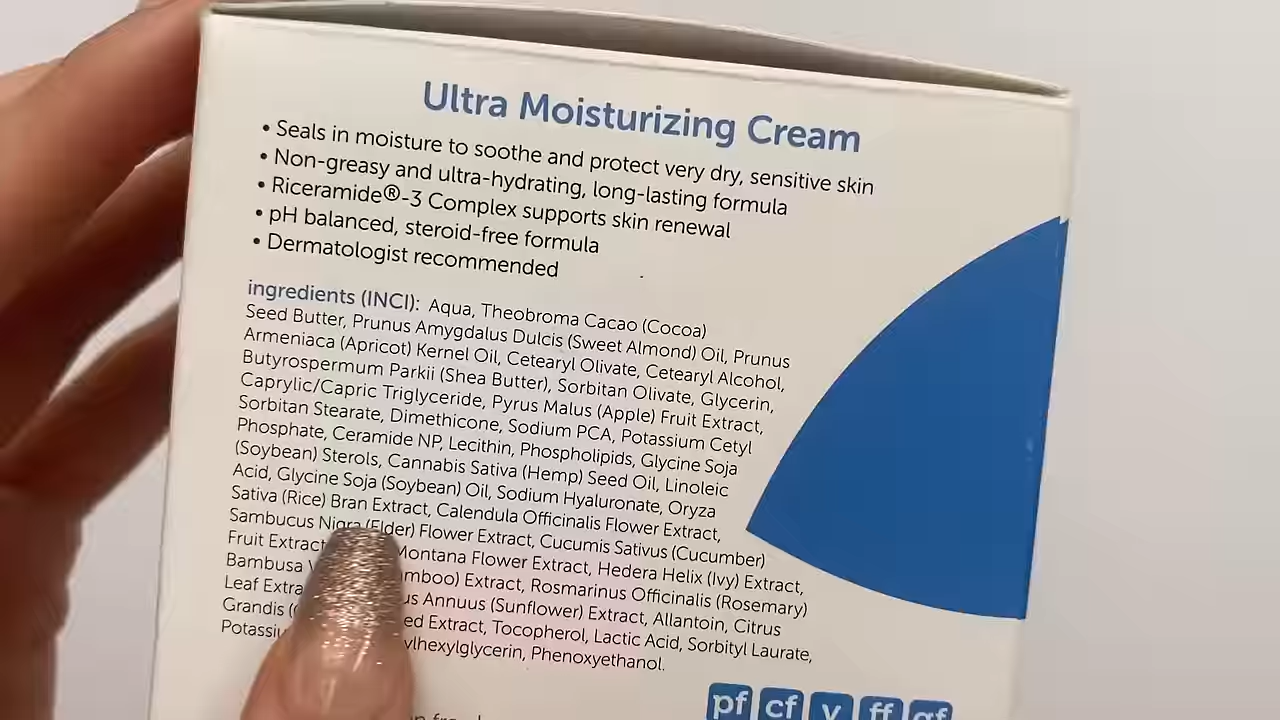 Ultra Moisturizing Cream
• Seals in moisture to soothe and protect very dry, sensitive skin
• Non-greasy and ultra-hydrating, long-lasting formula
• Riceramide®-3 Complex supports skin renewal
• pH balanced, steroid-free formula
• Dermatologist recommended
ingredients (INCI): Aqua, Theobroma Cacao (Cocoa)
Seed Butter, Prunus Amygdalus Dulcis (Sweet Almond) Oil, Prunus
Armeniaca (Apricot) Kernel Oil, Cetearyl Olivate, Cetearyl Alcohol,
Butyrospermum Parkii (Shea Butter), Sorbitan Olivate, Glycerin,
Caprylic/Capric Triglyceride, Pyrus Malus (Apple) Fruit Extract,
Sorbitan Stearate, Dimethicone, Sodium PCA, Potassium Cetyl
Phosphate, Ceramide NP, Lecithin, Phospholipids, Glycine Soja
(Soybean) Sterols, Cannabis Sativa (Hemp) Seed Oil, Linoleic
Acid, Glycine Soja (Soybean) Oil, Sodium Hyaluronate, Oryza
Sativa (Rice) Bran Extract, Calendula Officinalis Flower Extract,
Sambucus Nigra (Elder) Flower Extract, Cucumis Sativus (Cucumber)
Fruit Extract Montana Flower Extract, Hedera Helix (Ivy) Extract,
Bambusa Extract, Rosmarinus Officinalis (Rosemary)
Leaf Annuus (Sunflower) Extract, Allantoin, Citrus
Grandis Extract, Tocopherol, Lactic Acid, Sorbityl Laurate,
Phenoxyethanol.
pf cf v ff gf